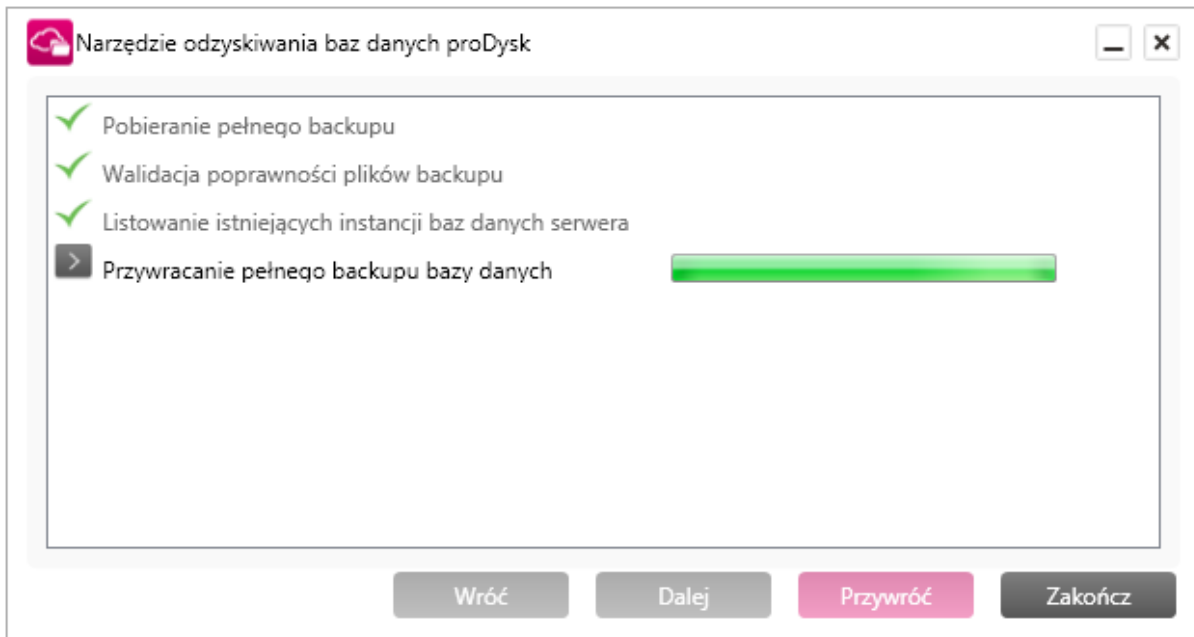 Narzędzie odzyskiwania baz danych proDysk
Pobieranie pełnego backupu
Walidacja poprawności plików backupu
Listowanie istniejących instancji baz danych serwera
Przywracanie pełnego backupu bazy danych
Wróć
Dalej
Przywróć
Zakończ